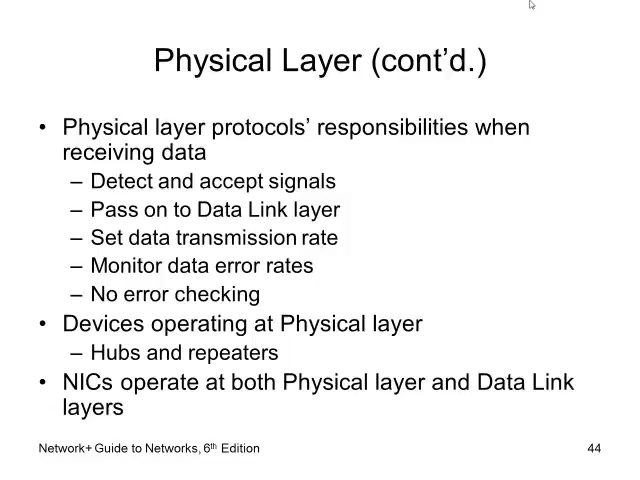 Physical Layer (cont’d.)
• Physical layer protocols’ responsibilities when
receiving data
– Detect and accept signals
– Pass on to Data Link layer
– Set data transmission rate
– Monitor data error rates
– No error checking
• Devices operating at Physical layer
– Hubs and repeaters
• NICs operate at both Physical layer and Data Link
layers
Network+ Guide to Networks, 6th Edition
44